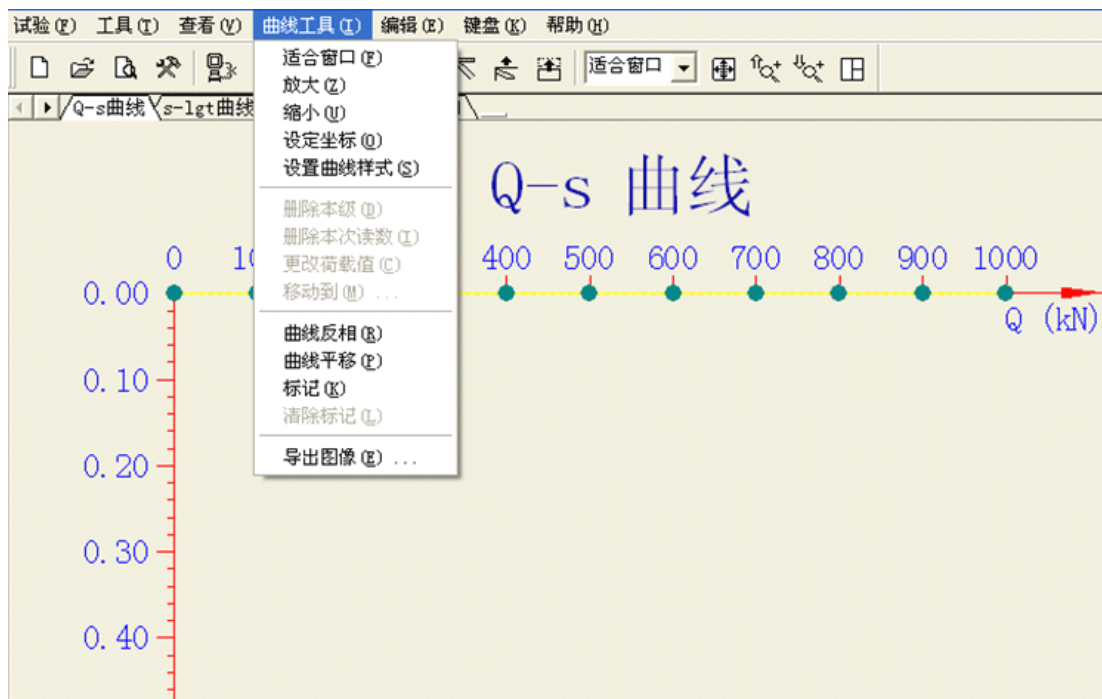 试验(F) 工具(T) 查看(V) 曲线工具(I) 编辑(E) 键盘(K) 帮助(H)
适合窗口
Q-s曲线 s-lgt曲线
适合窗口(F)
放大(Z)
缩小(U)
设定坐标(O)
设置曲线样式(S)
删除本级(D)
删除本次读数(I)
更改荷载值(C)
移动到(M) ...
曲线反相(R)
曲线平移(P)
标记(K)
清除标记(L)
导出图像(E) ...
Q-s 曲线
0 10 400 500 600 700 800 900 1000
0.00
Q (kN)
0.10
0.20
0.30
0.40